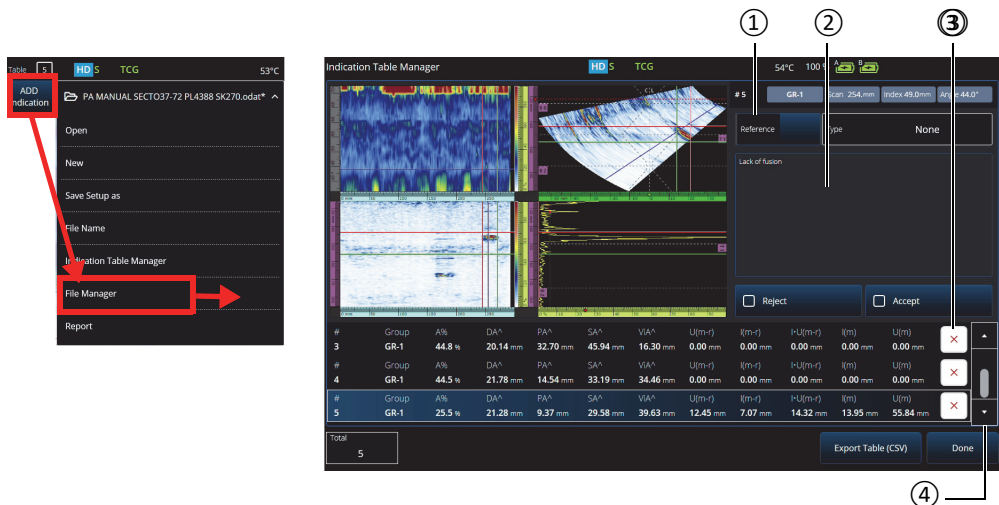 ① ② ③
Table 5 HD S TCG 53°C
ADD
Indication
PA MANUAL SECTO37-72 PL4388 SK270.odat*
Open
New
Save Setup as
File Name
Indication Table Manager
File Manager
Report
Indication Table Manager HD S TCG 54°C 100 A B
# 5 GR-1 Scan 254.mm Index 49.0mm Angle 44.0°
Reference Type None
Lack of fusion
Reject Accept
# Group A% DA^ PA^ SA^ ViA^ U(m-r) I(m-r) I•U(m-r) I(m) U(m)
3 GR-1 44.8 % 20.14 mm 32.70 mm 45.94 mm 16.30 mm 0.00 mm 0.00 mm 0.00 mm 0.00 mm 0.00 mm
# Group A% DA^ PA^ SA^ ViA^ U(m-r) I(m-r) I•U(m-r) I(m) U(m)
4 GR-1 44.5 % 21.78 mm 14.54 mm 33.19 mm 34.46 mm 0.00 mm 0.00 mm 0.00 mm 0.00 mm 0.00 mm
# Group A% DA^ PA^ SA^ ViA^ U(m-r) I(m-r) I•U(m-r) I(m) U(m)
5 GR-1 25.5 % 21.28 mm 9.37 mm 29.58 mm 39.63 mm 12.45 mm 7.07 mm 14.32 mm 13.95 mm 55.84 mm
Total
5
Export Table (CSV) Done
④